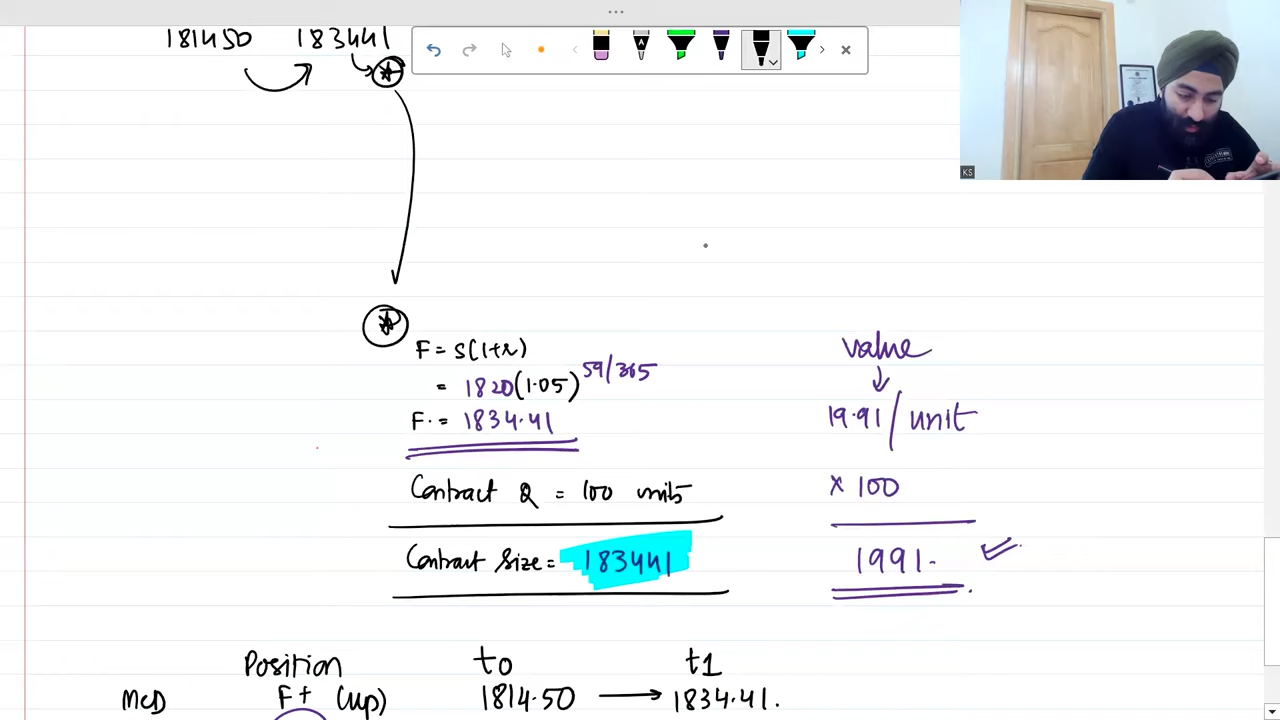 181450 183441
KS
F = S(1+r)
= 1820(1.05)^59/365
F. = 1834.41
Contract Q = 100 units
Contract Size = 183441
value
19.91/unit
x 100
1991.
Position t0 t1
McD F+ (up) 1814.50 → 1834.41.